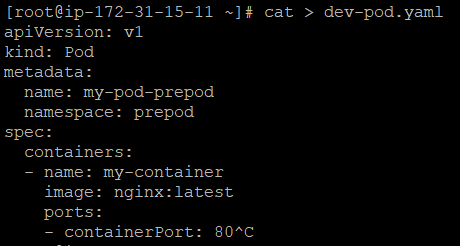 [root@ip-172-31-15-11 ~]# cat > dev-pod.yaml
apiVersion: v1
kind: Pod
metadata:
  name: my-pod-prepod
  namespace: prepod
spec:
  containers:
  - name: my-container
    image: nginx:latest
    ports:
    - containerPort: 80^C